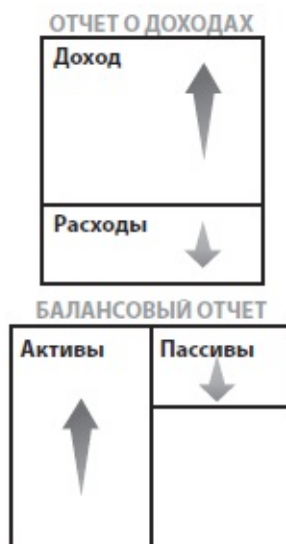 ОТЧЕТ О ДОХОДАХ
Доход
Расходы
БАЛАНСОВЫЙ ОТЧЕТ
Активы Пассивы